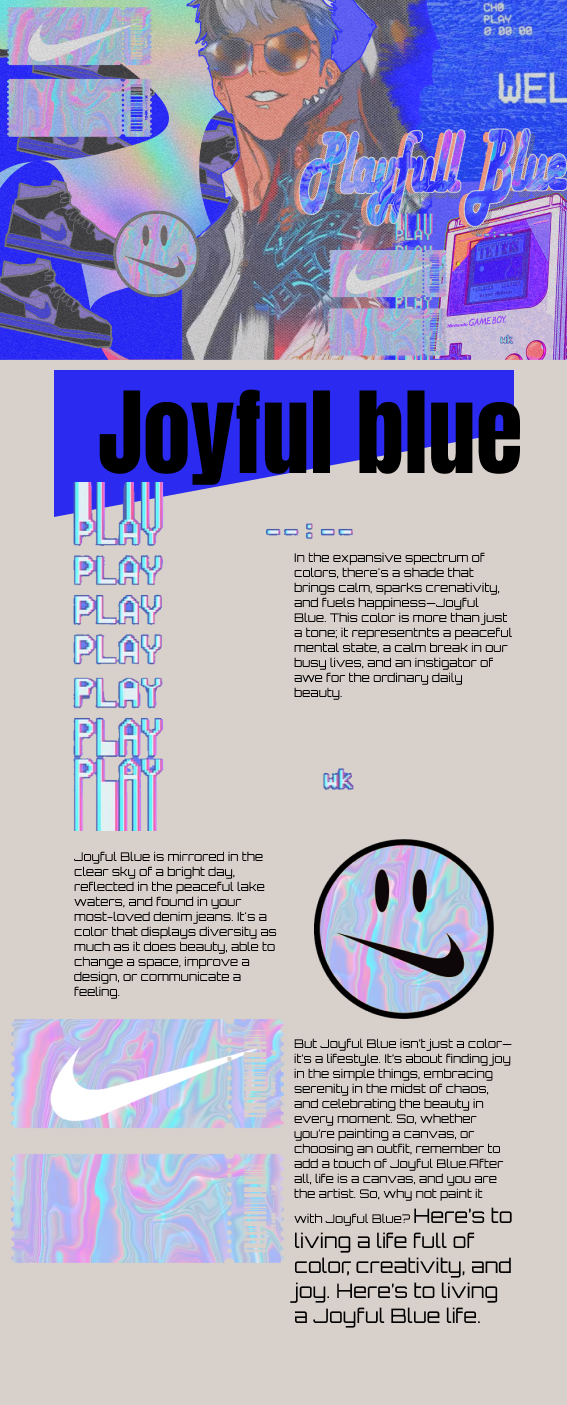 CH0
PLAY
0:00:00
WEL
Playfull Blue
PLAY
PLAY
TETRIS
Nintendo GAME BOY
wk
Joyful blue
PLAY
PLAY
PLAY
PLAY
PLAY
PLAY
PLAY
--:--
In the expansive spectrum of
colors, there's a shade that
brings calm, sparks crenativity,
and fuels happiness—Joyful
Blue. This color is more than just
a tone; it representnts a peaceful
mental state, a calm break in our
busy lives, and an instigator of
awe for the ordinary daily
beauty.
wk
Joyful Blue is mirrored in the
clear sky of a bright day,
reflected in the peaceful lake
waters, and found in your
most-loved denim jeans. It's a
color that displays diversity as
much as it does beauty, able to
change a space, improve a
design, or communicate a
feeling.
But Joyful Blue isn't just a color—
it's a lifestyle. It's about finding joy
in the simple things, embracing
serenity in the midst of chaos,
and celebrating the beauty in
every moment. So, whether
you're painting a canvas, or
choosing an outfit, remember to
add a touch of Joyful Blue.After
all, life is a canvas, and you are
the artist. So, why not paint it
with Joyful Blue? Here's to
living a life full of
color, creativity, and
joy. Here's to living
a Joyful Blue life.